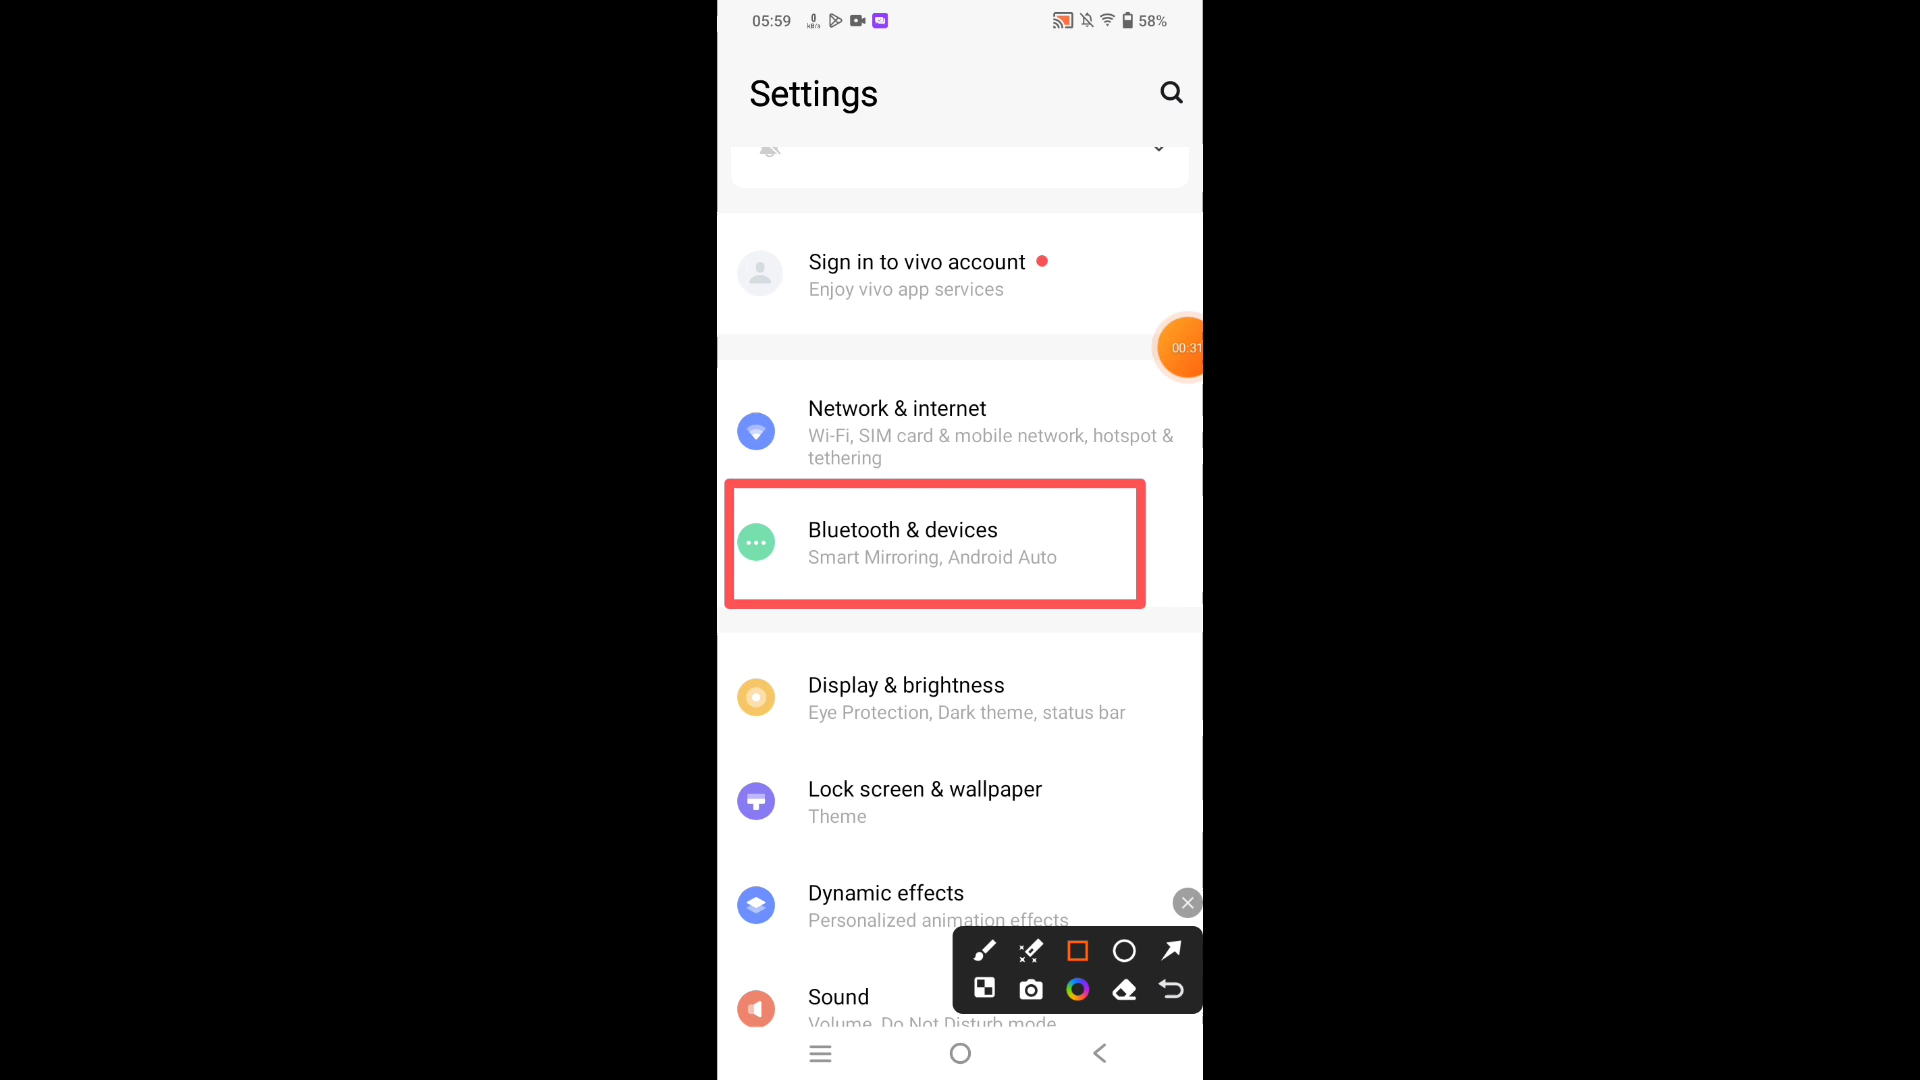 05:59
0
KB/s
58%
Settings
Sign in to vivo account
Enjoy vivo app services
00:31
Network & internet
Wi-Fi, SIM card & mobile network, hotspot &
tethering
Bluetooth & devices
Smart Mirroring, Android Auto
Display & brightness
Eye Protection, Dark theme, status bar
Lock screen & wallpaper
Theme
Dynamic effects
Personalized animation effects
Sound
Volume, Do Not Disturb mode